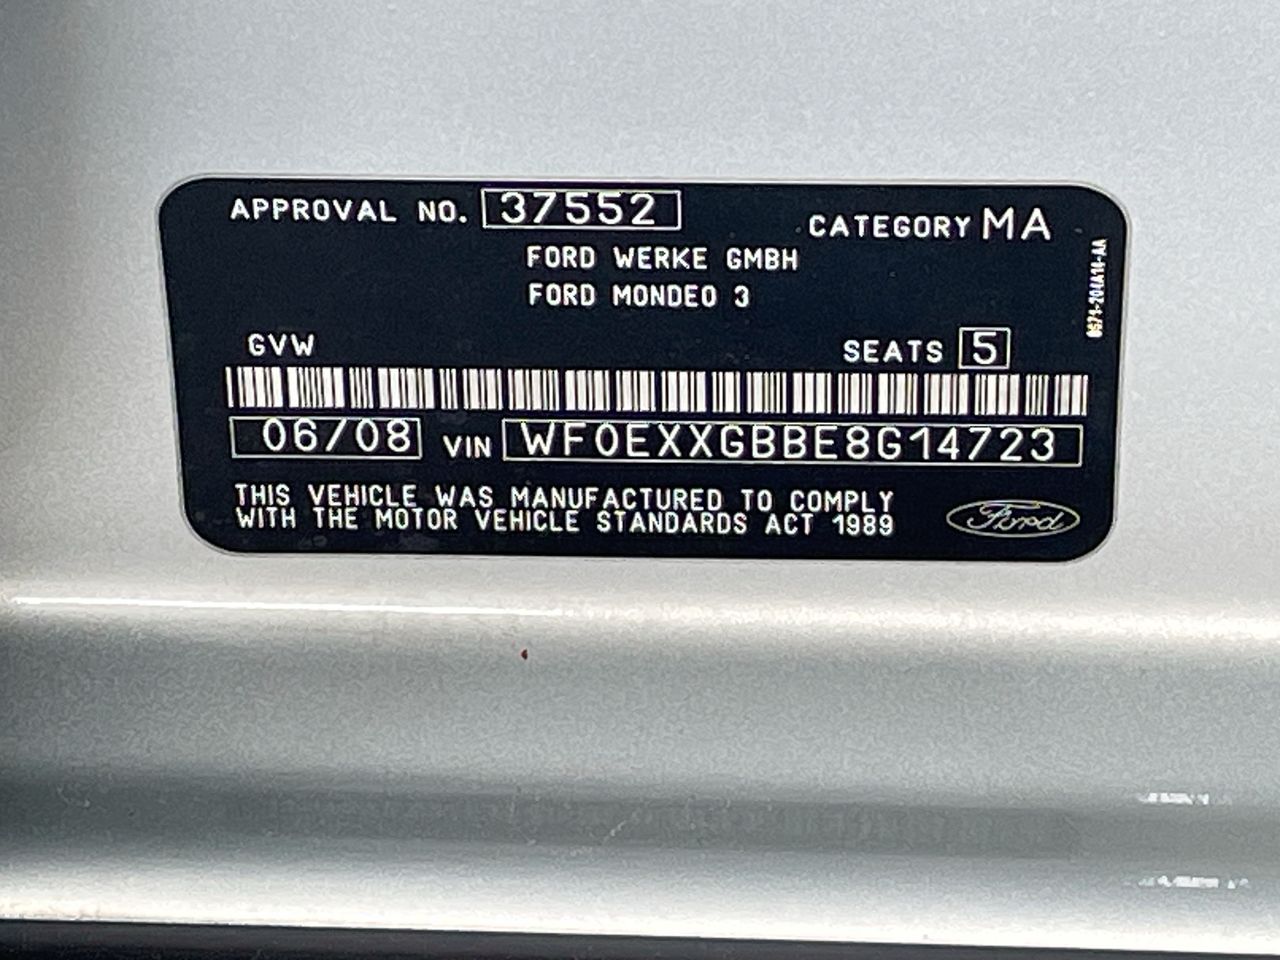 APPROVAL NO. 37552
CATEGORY MA
FORD WERKE GMBH
FORD MONDEO 3
GVW
SEATS 5
06/08 VIN WF0EXXGBBE8G14723
THIS VEHICLE WAS MANUFACTURED TO COMPLY
WITH THE MOTOR VEHICLE STANDARDS ACT 1989
Ford